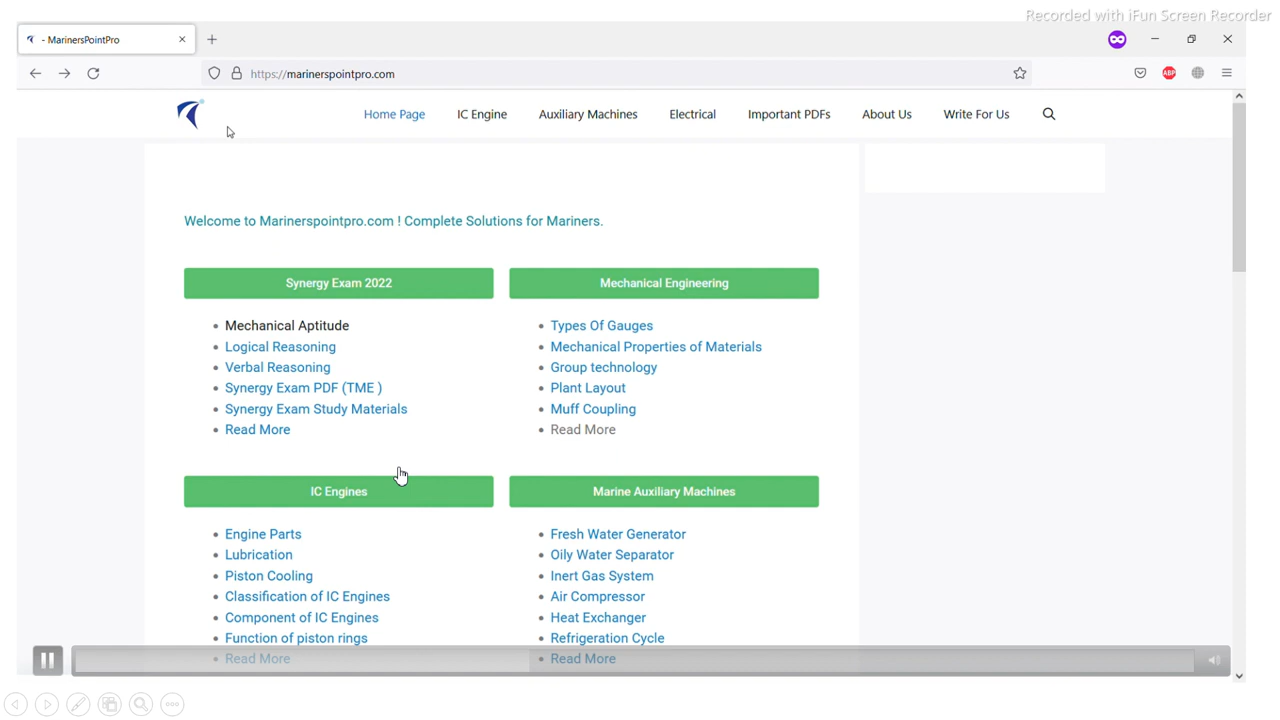 Recorded with iFun Screen Recorder
- MarinersPointPro
https://marinerspointpro.com
ABP
Home Page
IC Engine
Auxiliary Machines
Electrical
Important PDFs
About Us
Write For Us
Welcome to Marinerspointpro.com ! Complete Solutions for Mariners.
Synergy Exam 2022
Mechanical Aptitude
Logical Reasoning
Verbal Reasoning
Synergy Exam PDF (TME )
Synergy Exam Study Materials
Read More
Mechanical Engineering
Types Of Gauges
Mechanical Properties of Materials
Group technology
Plant Layout
Muff Coupling
Read More
IC Engines
Engine Parts
Lubrication
Piston Cooling
Classification of IC Engines
Component of IC Engines
Function of piston rings
Read More
Marine Auxiliary Machines
Fresh Water Generator
Oily Water Separator
Inert Gas System
Air Compressor
Heat Exchanger
Refrigeration Cycle
Read More